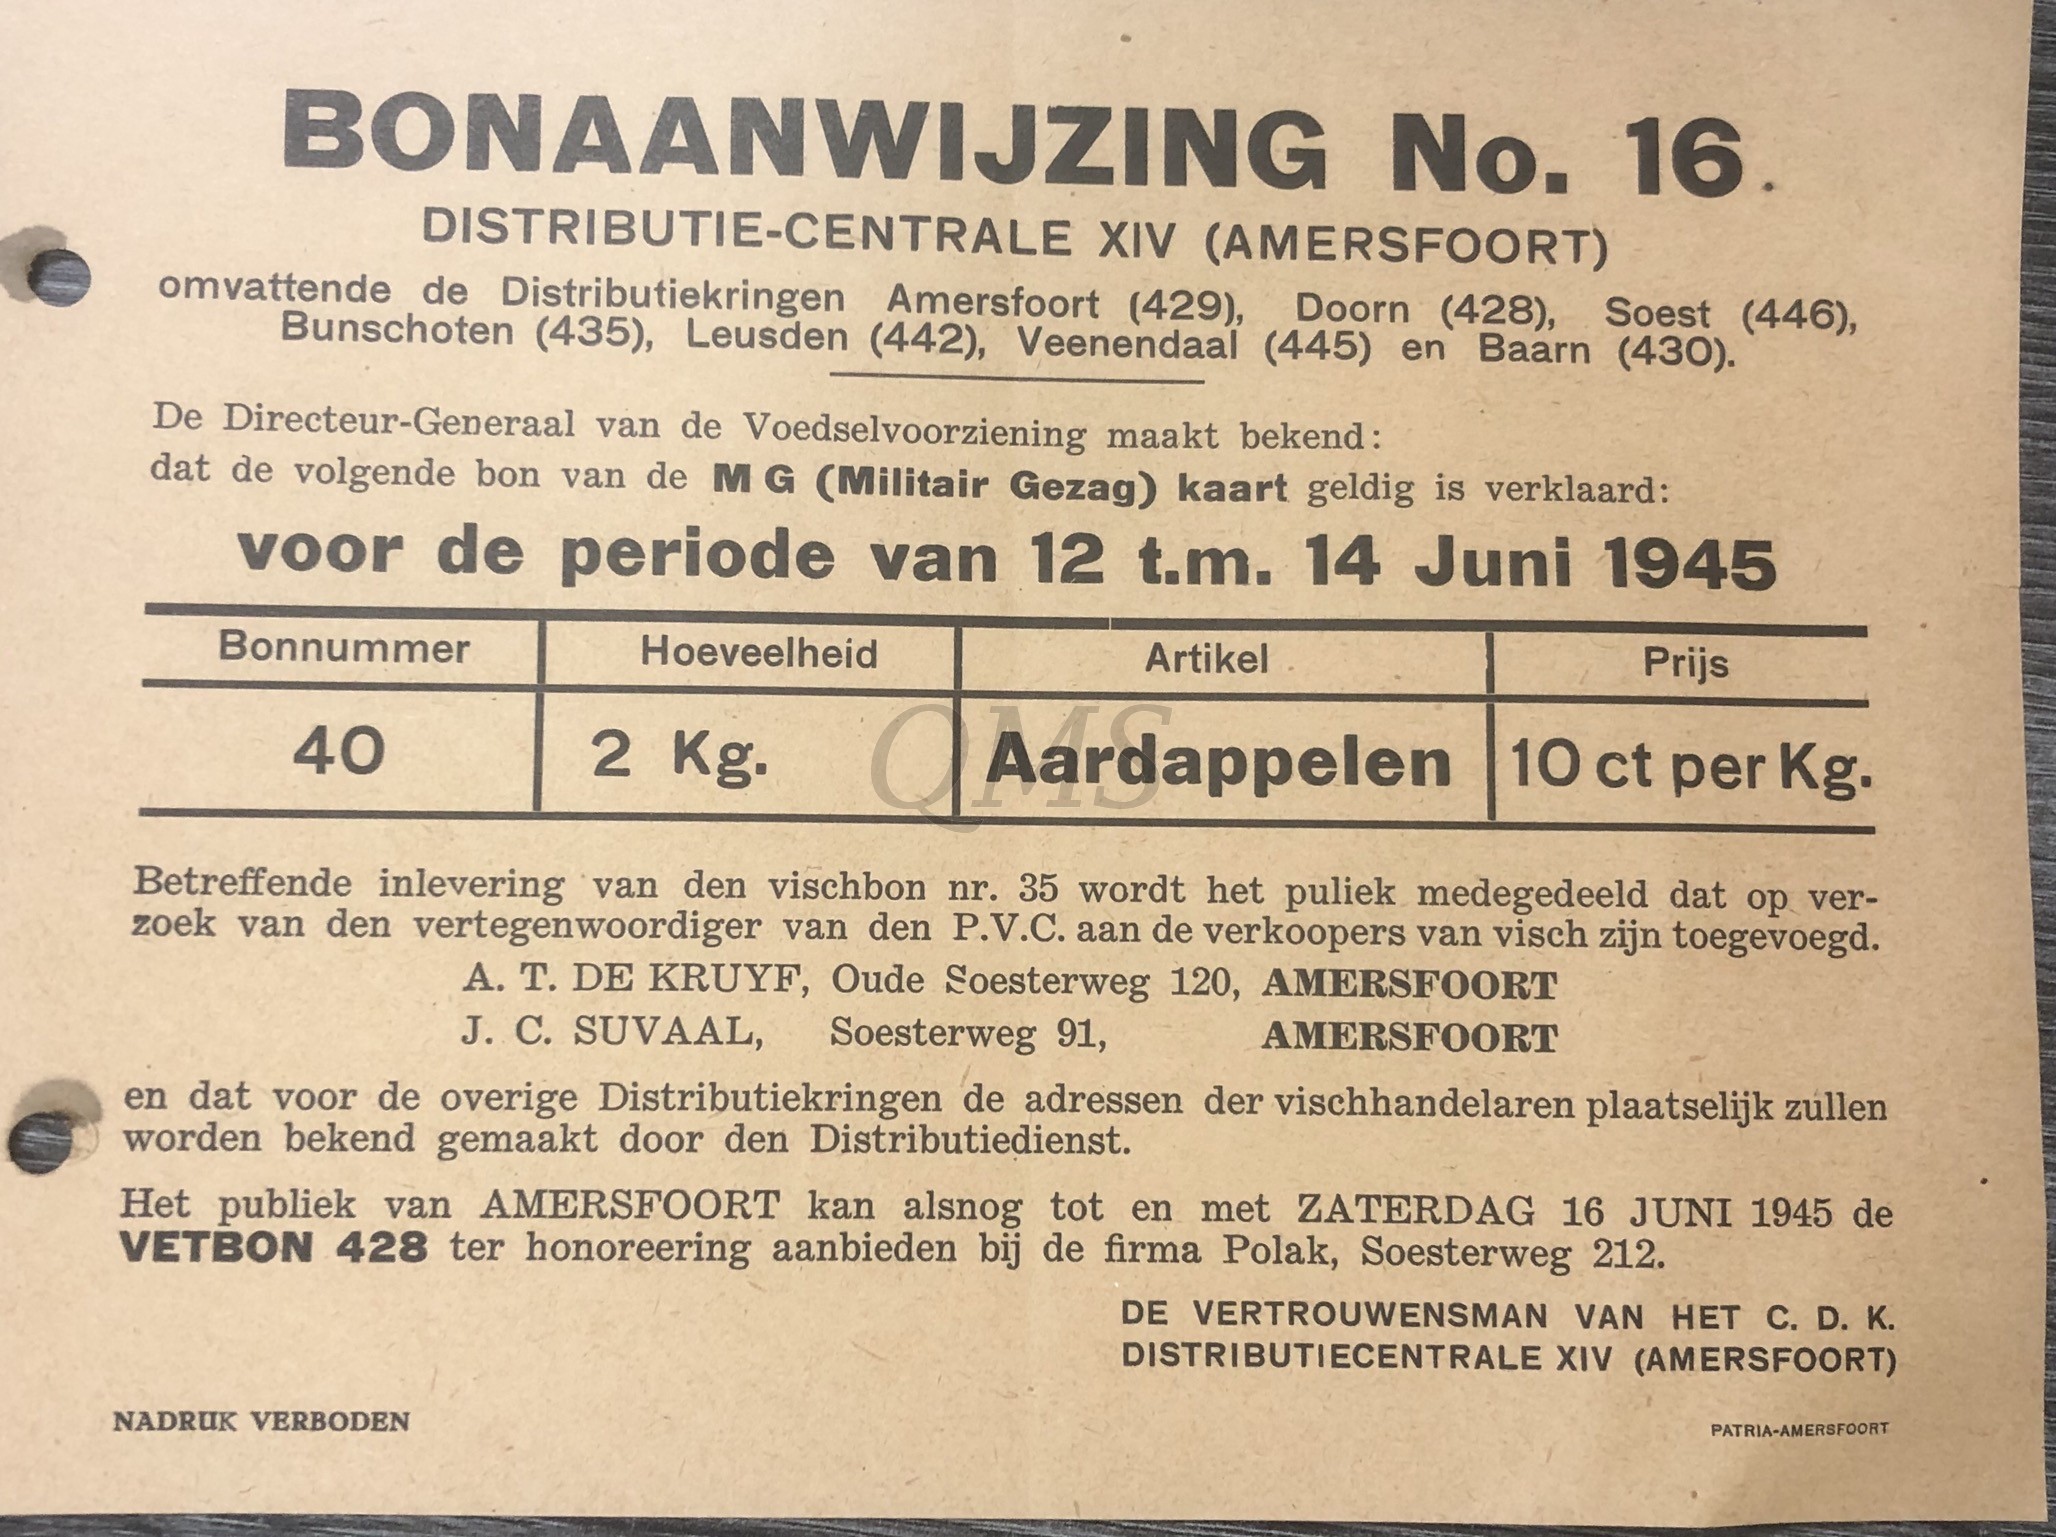 BONAANWIJZING No. 16.
DISTRIBUTIE-CENTRALE XIV (AMERSFOORT)
omvattende de Distributiekringen Amersfoort (429), Doorn (428), Soest (446),
Bunschoten (435), Leusden (442), Veenendaal (445) en Baarn (430).
De Directeur-Generaal van de Voedselvoorziening maakt bekend:
dat de volgende bon van de M G (Militair Gezag) kaart geldig is verklaard:
voor de periode van 12 t.m. 14 Juni 1945
Bonnummer Hoeveelheid Artikel Prijs
40 2 Kg. Aardappelen 10 ct per Kg.
QMS
Betreffende inlevering van den vischbon nr. 35 wordt het puliek medegedeeld dat op ver-
zoek van den vertegenwoordiger van den P.V.C. aan de verkoopers van visch zijn toegevoegd.
A. T. DE KRUYF, Oude Soesterweg 120, AMERSFOORT
J. C. SUVAAL, Soesterweg 91, AMERSFOORT
en dat voor de overige Distributiekringen de adressen der vischhandelaren plaatselijk zullen
worden bekend gemaakt door den Distributiedienst.
Het publiek van AMERSFOORT kan alsnog tot en met ZATERDAG 16 JUNI 1945 de
VETBON 428 ter honoreering aanbieden bij de firma Polak, Soesterweg 212.
DE VERTROUWENSMAN VAN HET C. D. K.
DISTRIBUTIECENTRALE XIV (AMERSFOORT)
NADRUK VERBODEN
PATRIA-AMERSFOORT